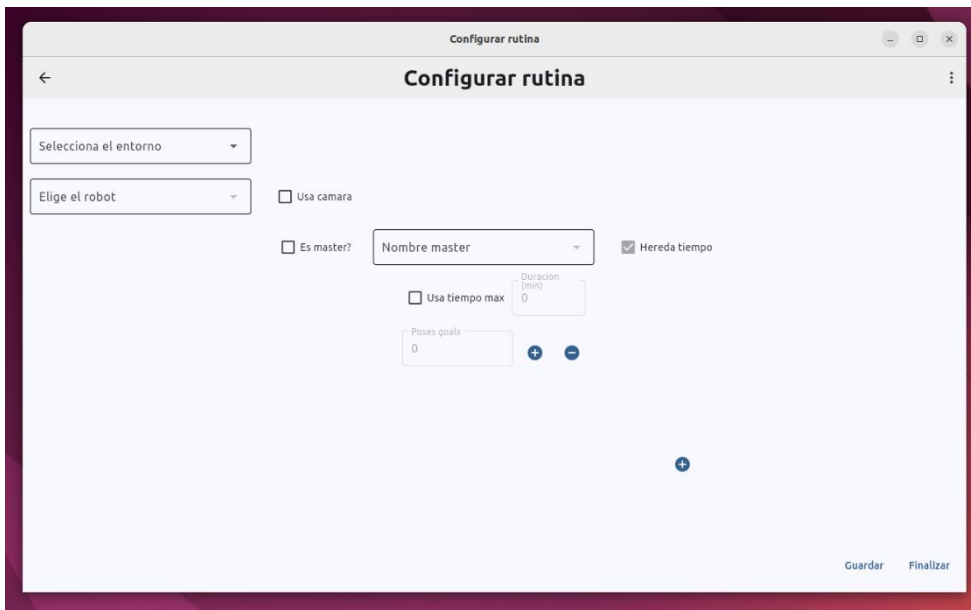 Configurar rutina
Configurar rutina
Selecciona el entorno
Elige el robot
Usa camara
Es master?
Nombre master
Hereda tiempo
Usa tiempo max
Duracion
(min)
0
Poses goals
0
Guardar
Finalizar